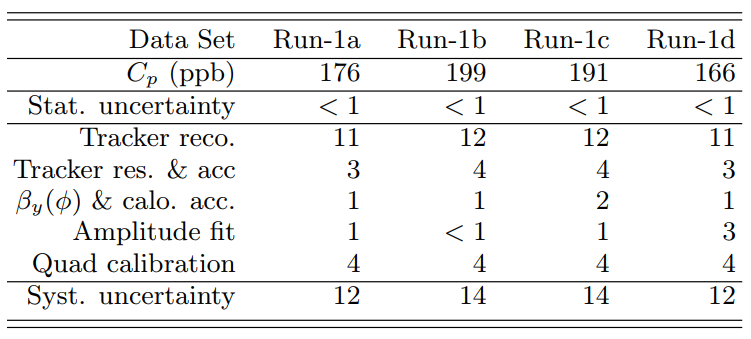 Data Set Run-1a Run-1b Run-1c Run-1d
C_p (ppb) 176 199 191 166
Stat. uncertainty < 1 < 1 < 1 < 1
Tracker reco. 11 12 12 11
Tracker res. & acc 3 4 4 3
β_y(ϕ) & calo. acc. 1 1 2 1
Amplitude fit 1 < 1 1 3
Quad calibration 4 4 4 4
Syst. uncertainty 12 14 14 12